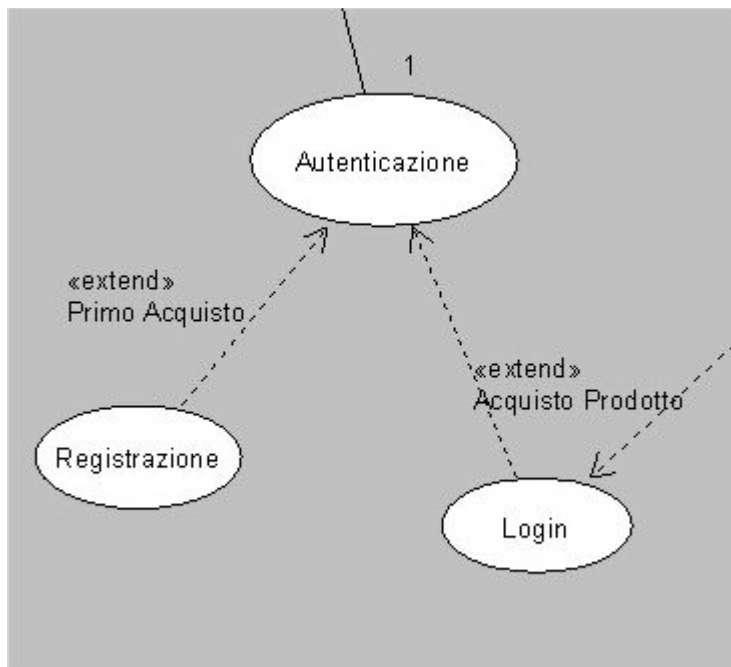 1
Autenticazione
«extend»
Primo Acquisto
«extend»
Acquisto Prodotto
Registrazione
Login